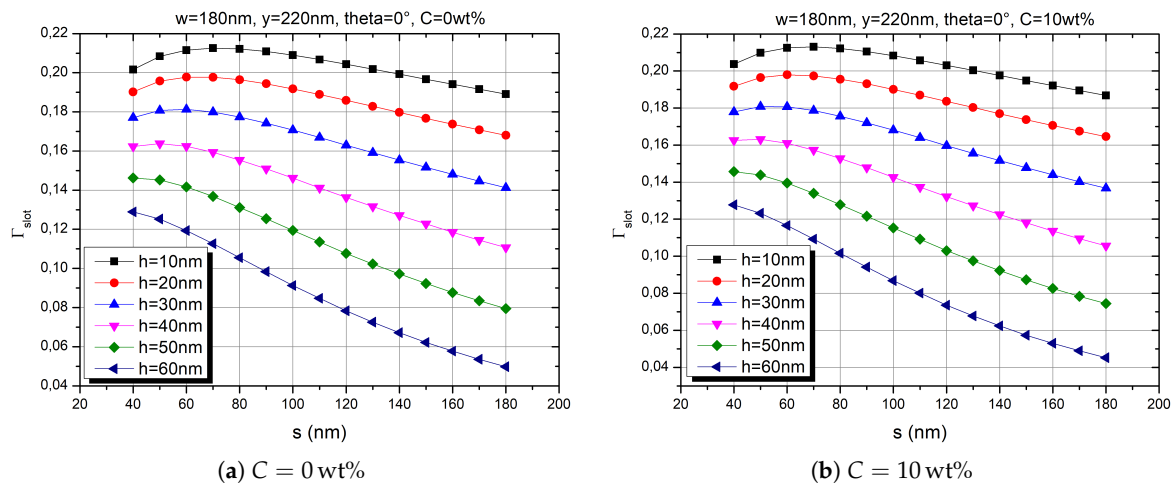 w=180nm, y=220nm, theta=0°, C=0wt%
0,22
0,20
0,18
0,16
0,14
0,12
0,10
0,08
0,06
0,04
Γslot
h=10nm
h=20nm
h=30nm
h=40nm
h=50nm
h=60nm
20 40 60 80 100 120 140 160 180 200
s (nm)
(a) C = 0 wt%
w=180nm, y=220nm, theta=0°, C=10wt%
0,22
0,20
0,18
0,16
0,14
0,12
0,10
0,08
0,06
0,04
Γslot
h=10nm
h=20nm
h=30nm
h=40nm
h=50nm
h=60nm
20 40 60 80 100 120 140 160 180 200
s (nm)
(b) C = 10 wt%